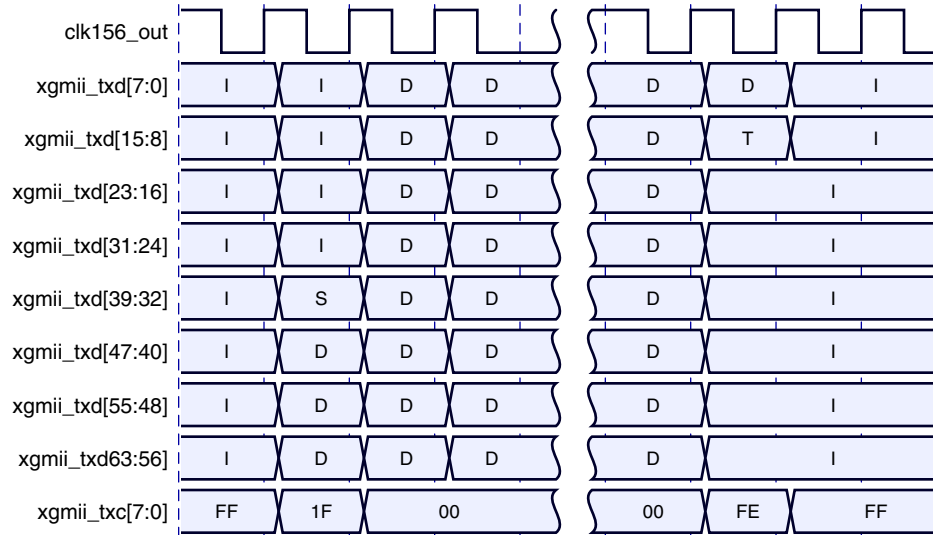 clk156_out
xgmii_txd[7:0] I I D D D D I
xgmii_txd[15:8] I I D D D T I
xgmii_txd[23:16] I I D D D I
xgmii_txd[31:24] I I D D D I
xgmii_txd[39:32] I S D D D I
xgmii_txd[47:40] I D D D D I
xgmii_txd[55:48] I D D D D I
xgmii_txd63:56] I D D D D I
xgmii_txc[7:0] FF 1F 00 00 FE FF